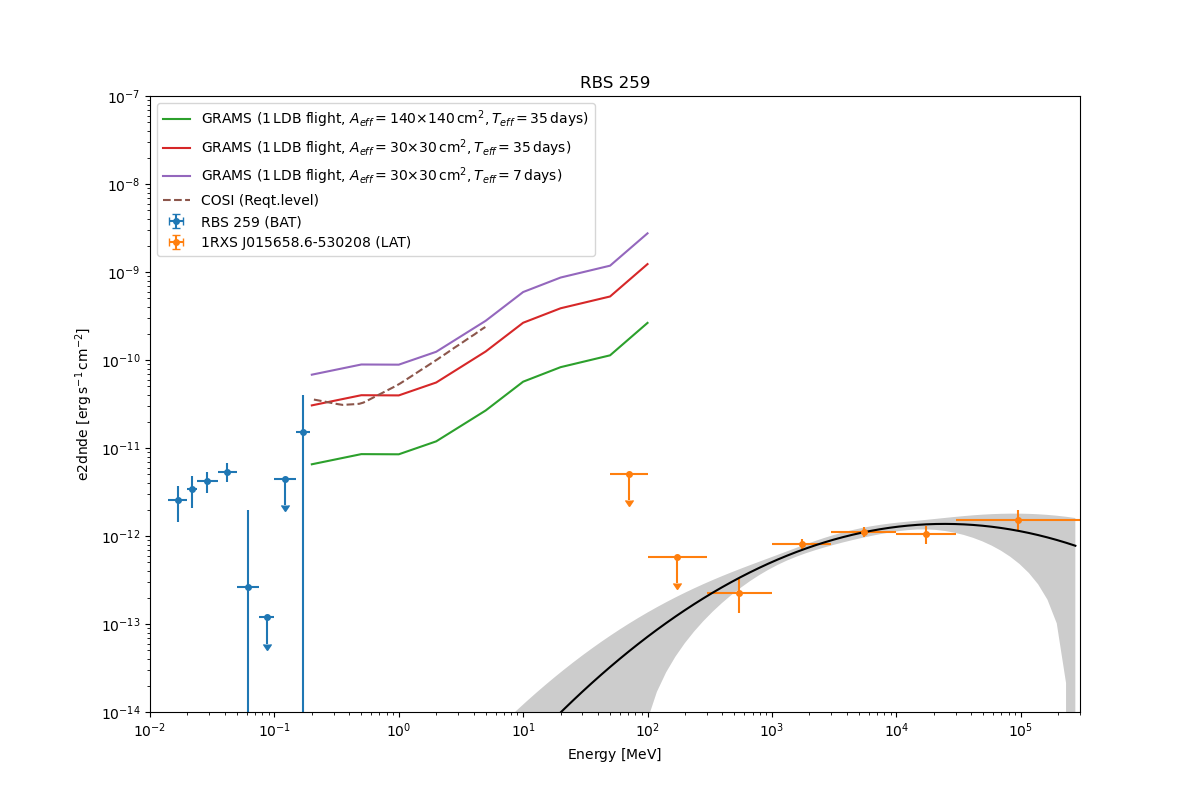 RBS 259
GRAMS (1 LDB flight, A_eff = 140×140 cm², T_eff = 35 days)
GRAMS (1 LDB flight, A_eff = 30×30 cm², T_eff = 35 days)
GRAMS (1 LDB flight, A_eff = 30×30 cm², T_eff = 7 days)
COSI (Reqt.level)
RBS 259 (BAT)
1RXS J015658.6-530208 (LAT)
10⁻⁷
10⁻⁸
10⁻⁹
10⁻¹⁰
10⁻¹¹
10⁻¹²
10⁻¹³
10⁻¹⁴
e2dnde [erg s⁻¹ cm⁻²]
10⁻² 10⁻¹ 10⁰ 10¹ 10² 10³ 10⁴ 10⁵
Energy [MeV]